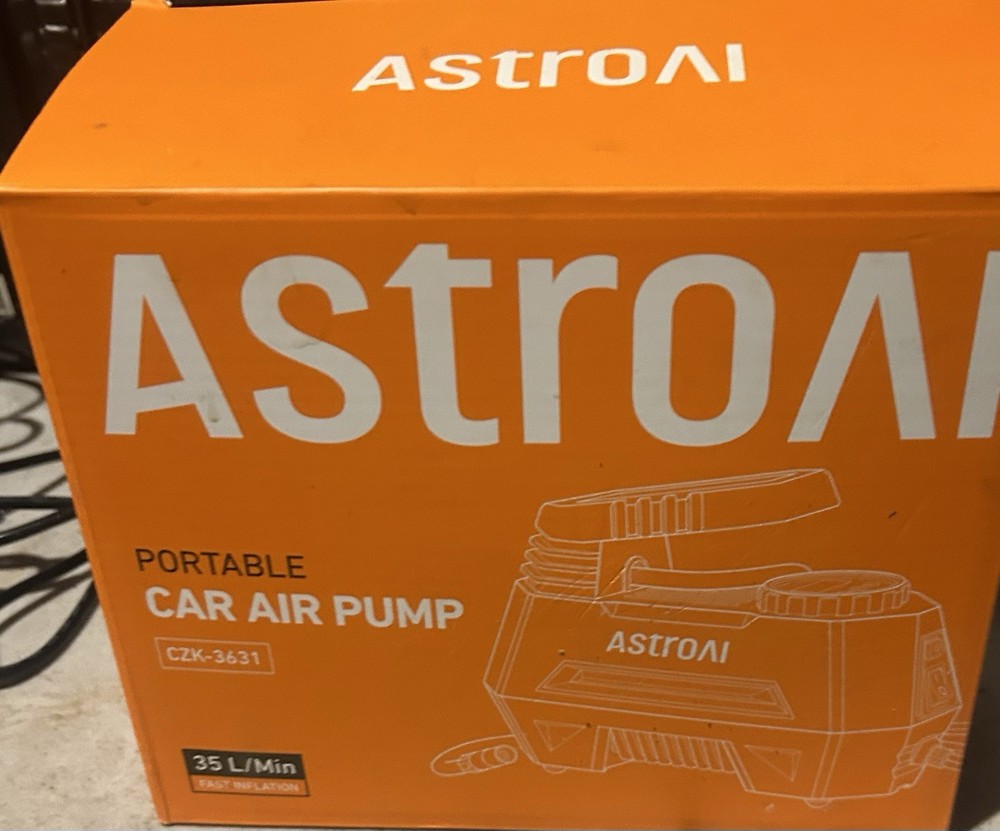 AstroAI
AstroAI
PORTABLE
CAR AIR PUMP
CZK-3631
AstroAI
35 L/Min
FAST INFLATION